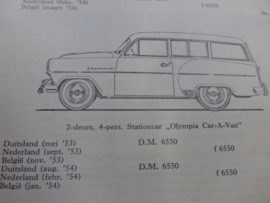 Nederland (febr. '54)
België (maart '54)
f 6550
2-deurs, 4-pers. Stationcar „Olympia Car-A-Van"
Duitsland (mei '53) D.M. 6550
Nederland (sept. '53) f 6550
België (nov. '53)
Duitsland (aug. '54) D.M. 6550
Nederland (febr. '54) f 6550
België (jan. '54)